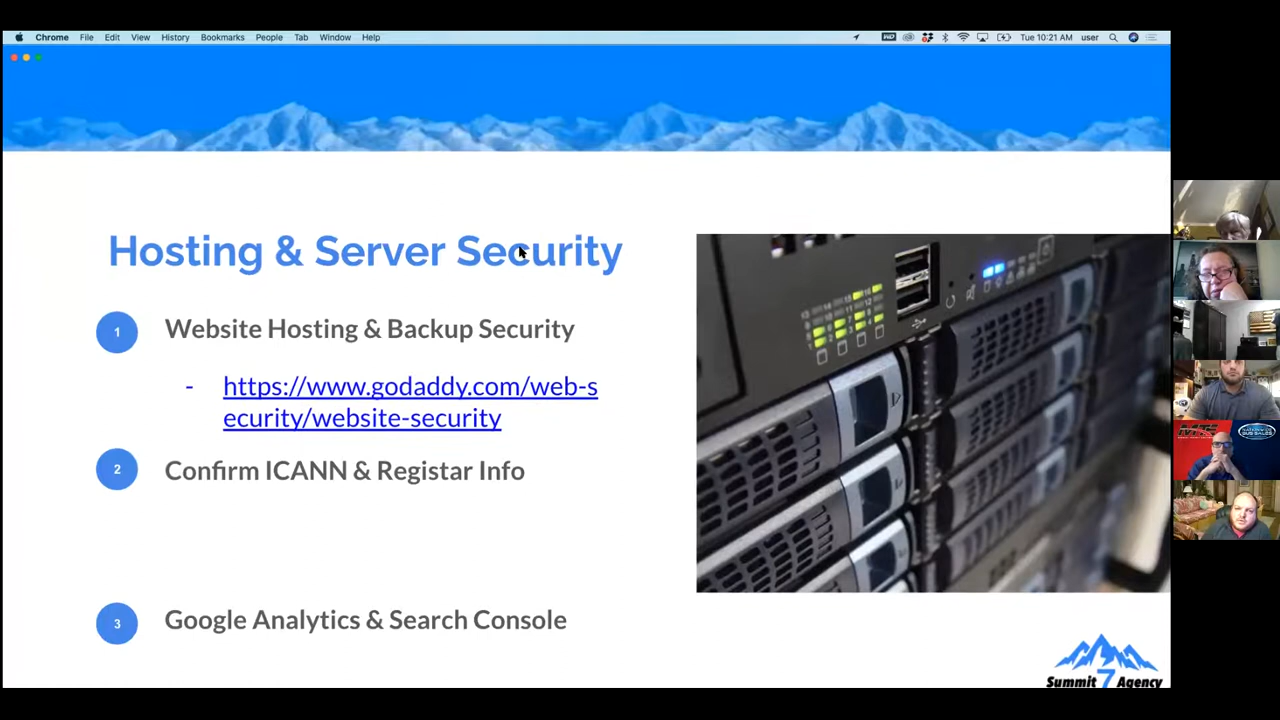 Chrome File Edit View History Bookmarks People Tab Window Help Tue 10:21 AM user
Hosting & Server Security
1 Website Hosting & Backup Security
- https://www.godaddy.com/web-s
ecurity/website-security
2 Confirm ICANN & Registar Info
3 Google Analytics & Search Console
Summit 7 Agency